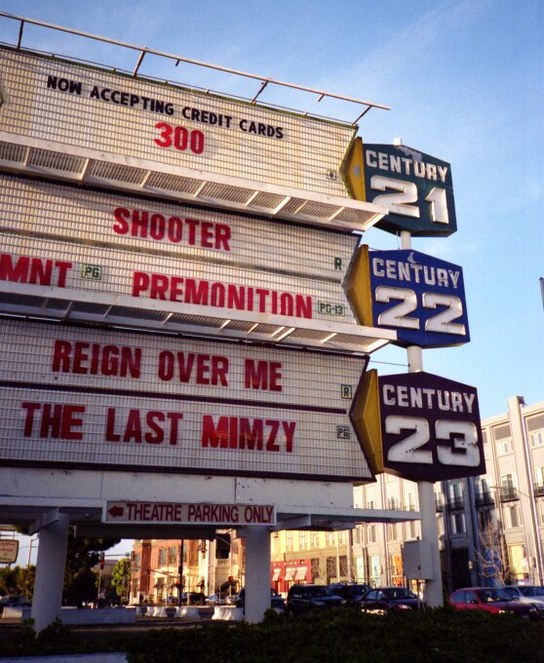 NOW ACCEPTING CREDIT CARDS
300
R
CENTURY
21
SHOOTER
R
MNT PG PREMONITION PG-13
CENTURY
22
REIGN OVER ME
R
THE LAST MIMZY
PG
CENTURY
23
THEATRE PARKING ONLY